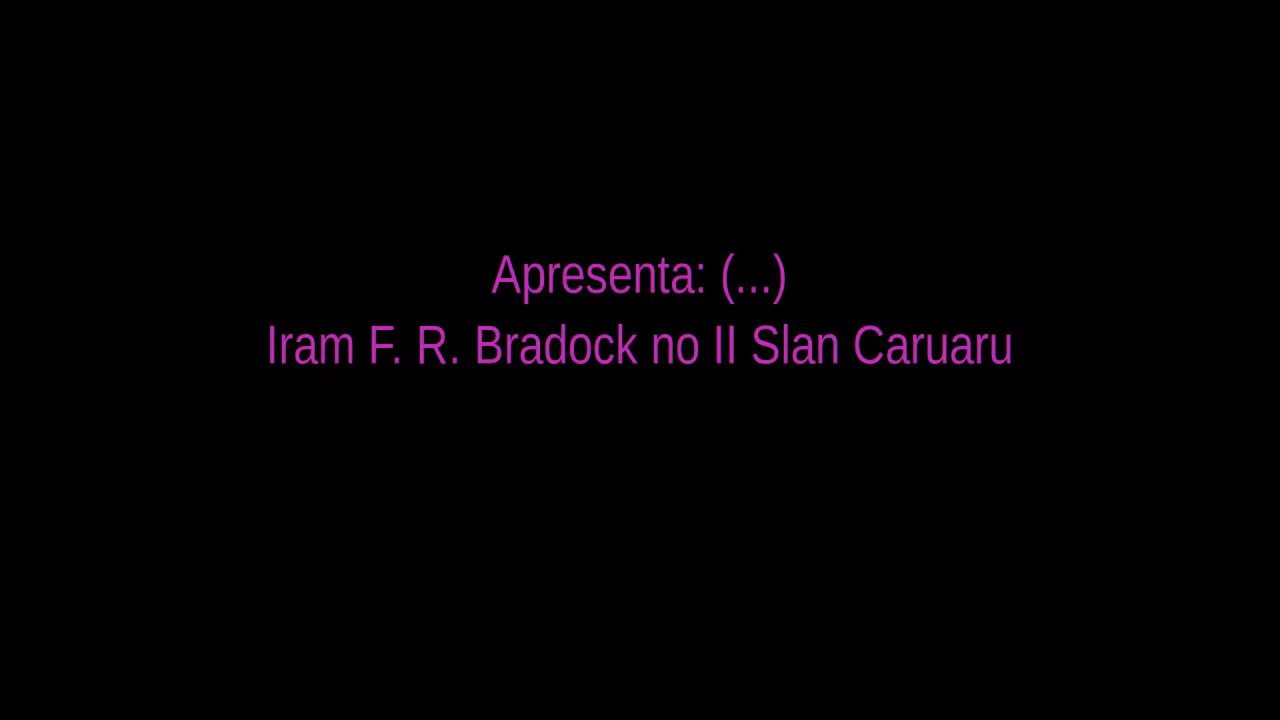 Apresenta: (...)
Iram F. R. Bradock no II Slan Caruaru